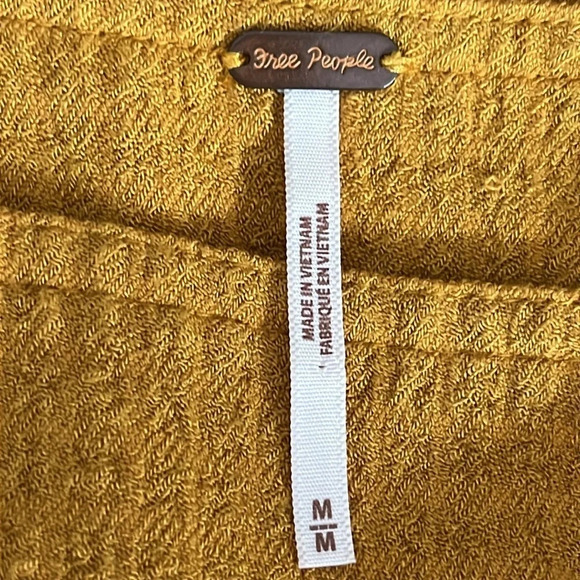 Free People
MADE IN VIETNAM
FABRIQUÉ EN VIETNAM
M
M